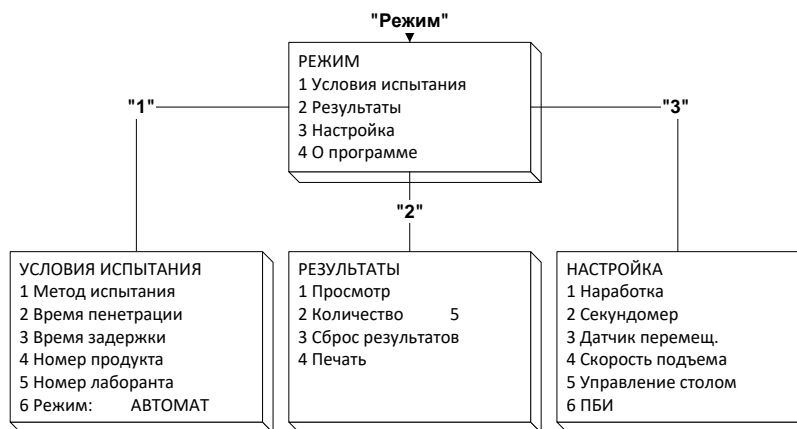 "Режим"
РЕЖИМ
1 Условия испытания
2 Результаты
3 Настройка
4 О программе
"1"
"3"
"2"
УСЛОВИЯ ИСПЫТАНИЯ
1 Метод испытания
2 Время пенетрации
3 Время задержки
4 Номер продукта
5 Номер лаборанта
6 Режим: АВТОМАТ
РЕЗУЛЬТАТЫ
1 Просмотр
2 Количество 5
3 Сброс результатов
4 Печать
НАСТРОЙКА
1 Наработка
2 Секундомер
3 Датчик перемещ.
4 Скорость подъема
5 Управление столом
6 ПБИ